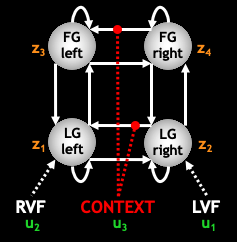 z3 FG left FG right z4
z1 LG left LG right z2
RVF CONTEXT LVF
u2 u3 u1